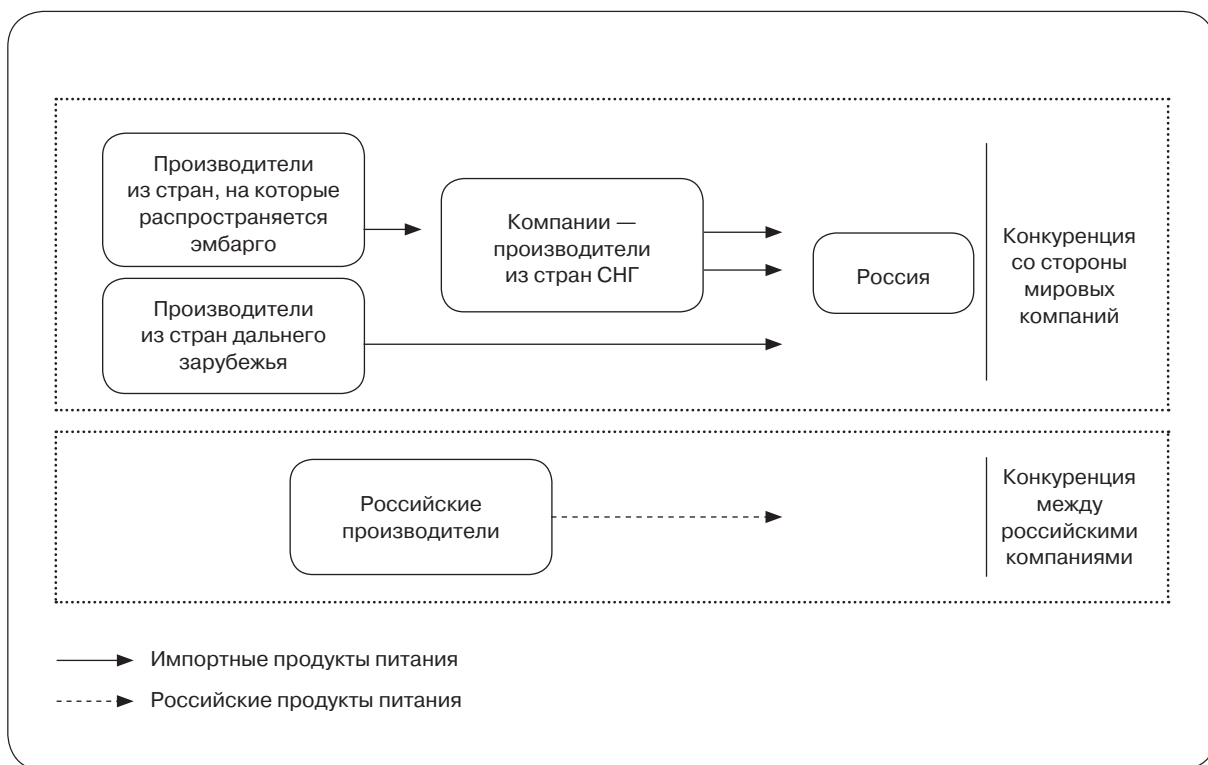 Производители
из стран, на которые
распространяется
эмбарго
Компании —
производители
из стран СНГ
Россия
Конкуренция
со стороны
мировых
компаний
Производители
из стран дальнего
зарубежья
Российские
производители
Конкуренция
между
российскими
компаниями
Импортные продукты питания
Российские продукты питания